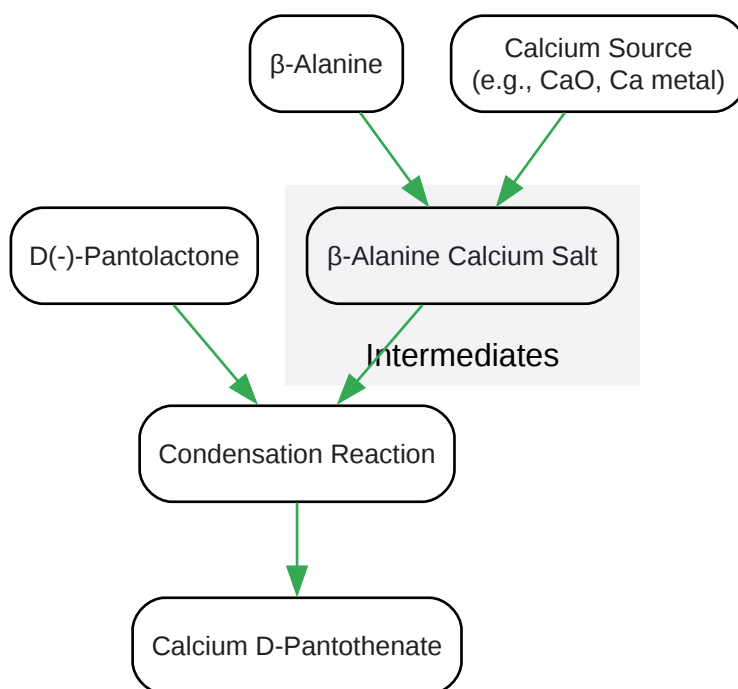 β-Alanine
Calcium Source
(e.g., CaO, Ca metal)
D(-)-Pantolactone
β-Alanine Calcium Salt
Intermediates
Condensation Reaction
Calcium D-Pantothenate